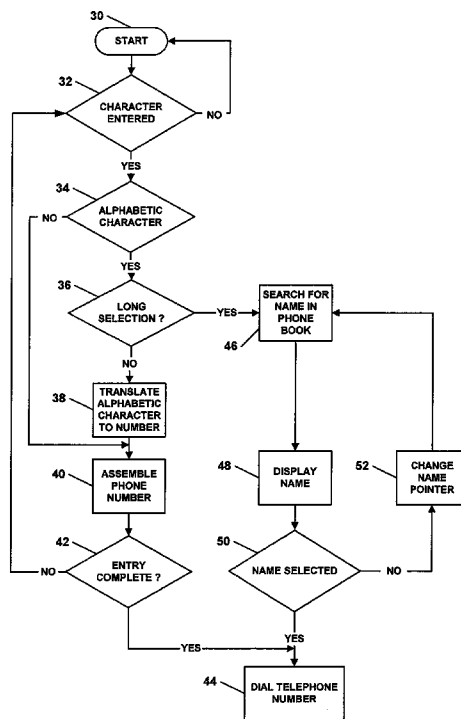 30
START
32
CHARACTER
ENTERED
NO
YES
34
ALPHABETIC
CHARACTER
NO
YES
36
LONG
SELECTION ?
YES
SEARCH FOR
NAME IN
PHONE
BOOK
46
NO
38
TRANSLATE
ALPHABETIC
CHARACTER
TO NUMBER
40
ASSEMBLE
PHONE
NUMBER
48
DISPLAY
NAME
52
CHANGE
NAME
POINTER
42
ENTRY
COMPLETE ?
NO
50
NAME SELECTED
NO
YES
YES
44
DIAL TELEPHONE
NUMBER